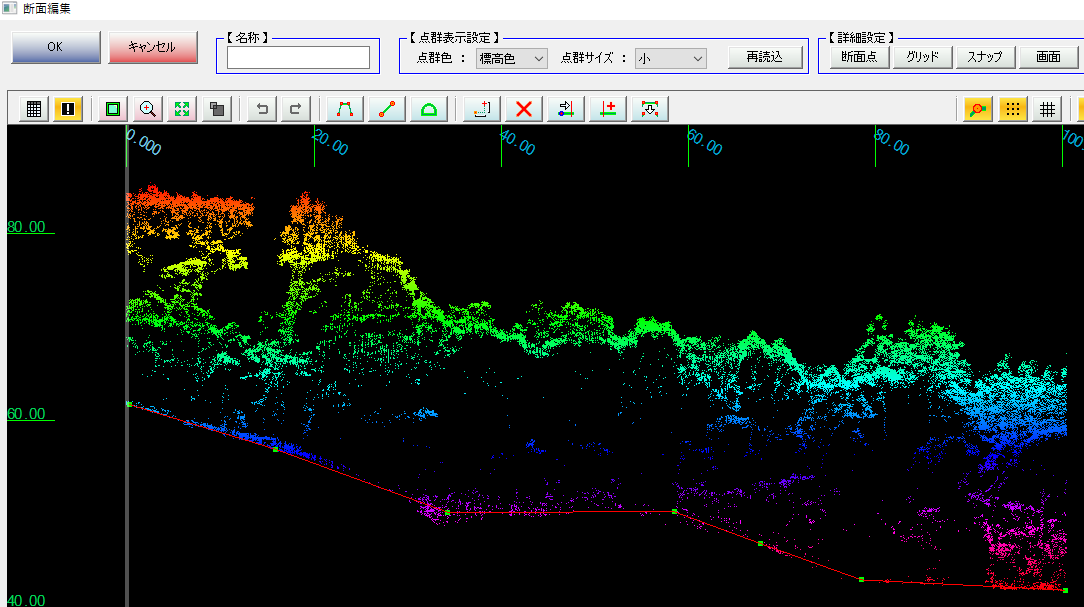 断面編集
OK
キャンセル
【 名称 】
【 点群表示設定 】
点群色 : 標高色
点群サイズ : 小
再読込
【 詳細設定 】
断面点
グリッド
スナップ
画面
0.000
20.00
40.00
60.00
80.00
100.
80.00
60.00
40.00